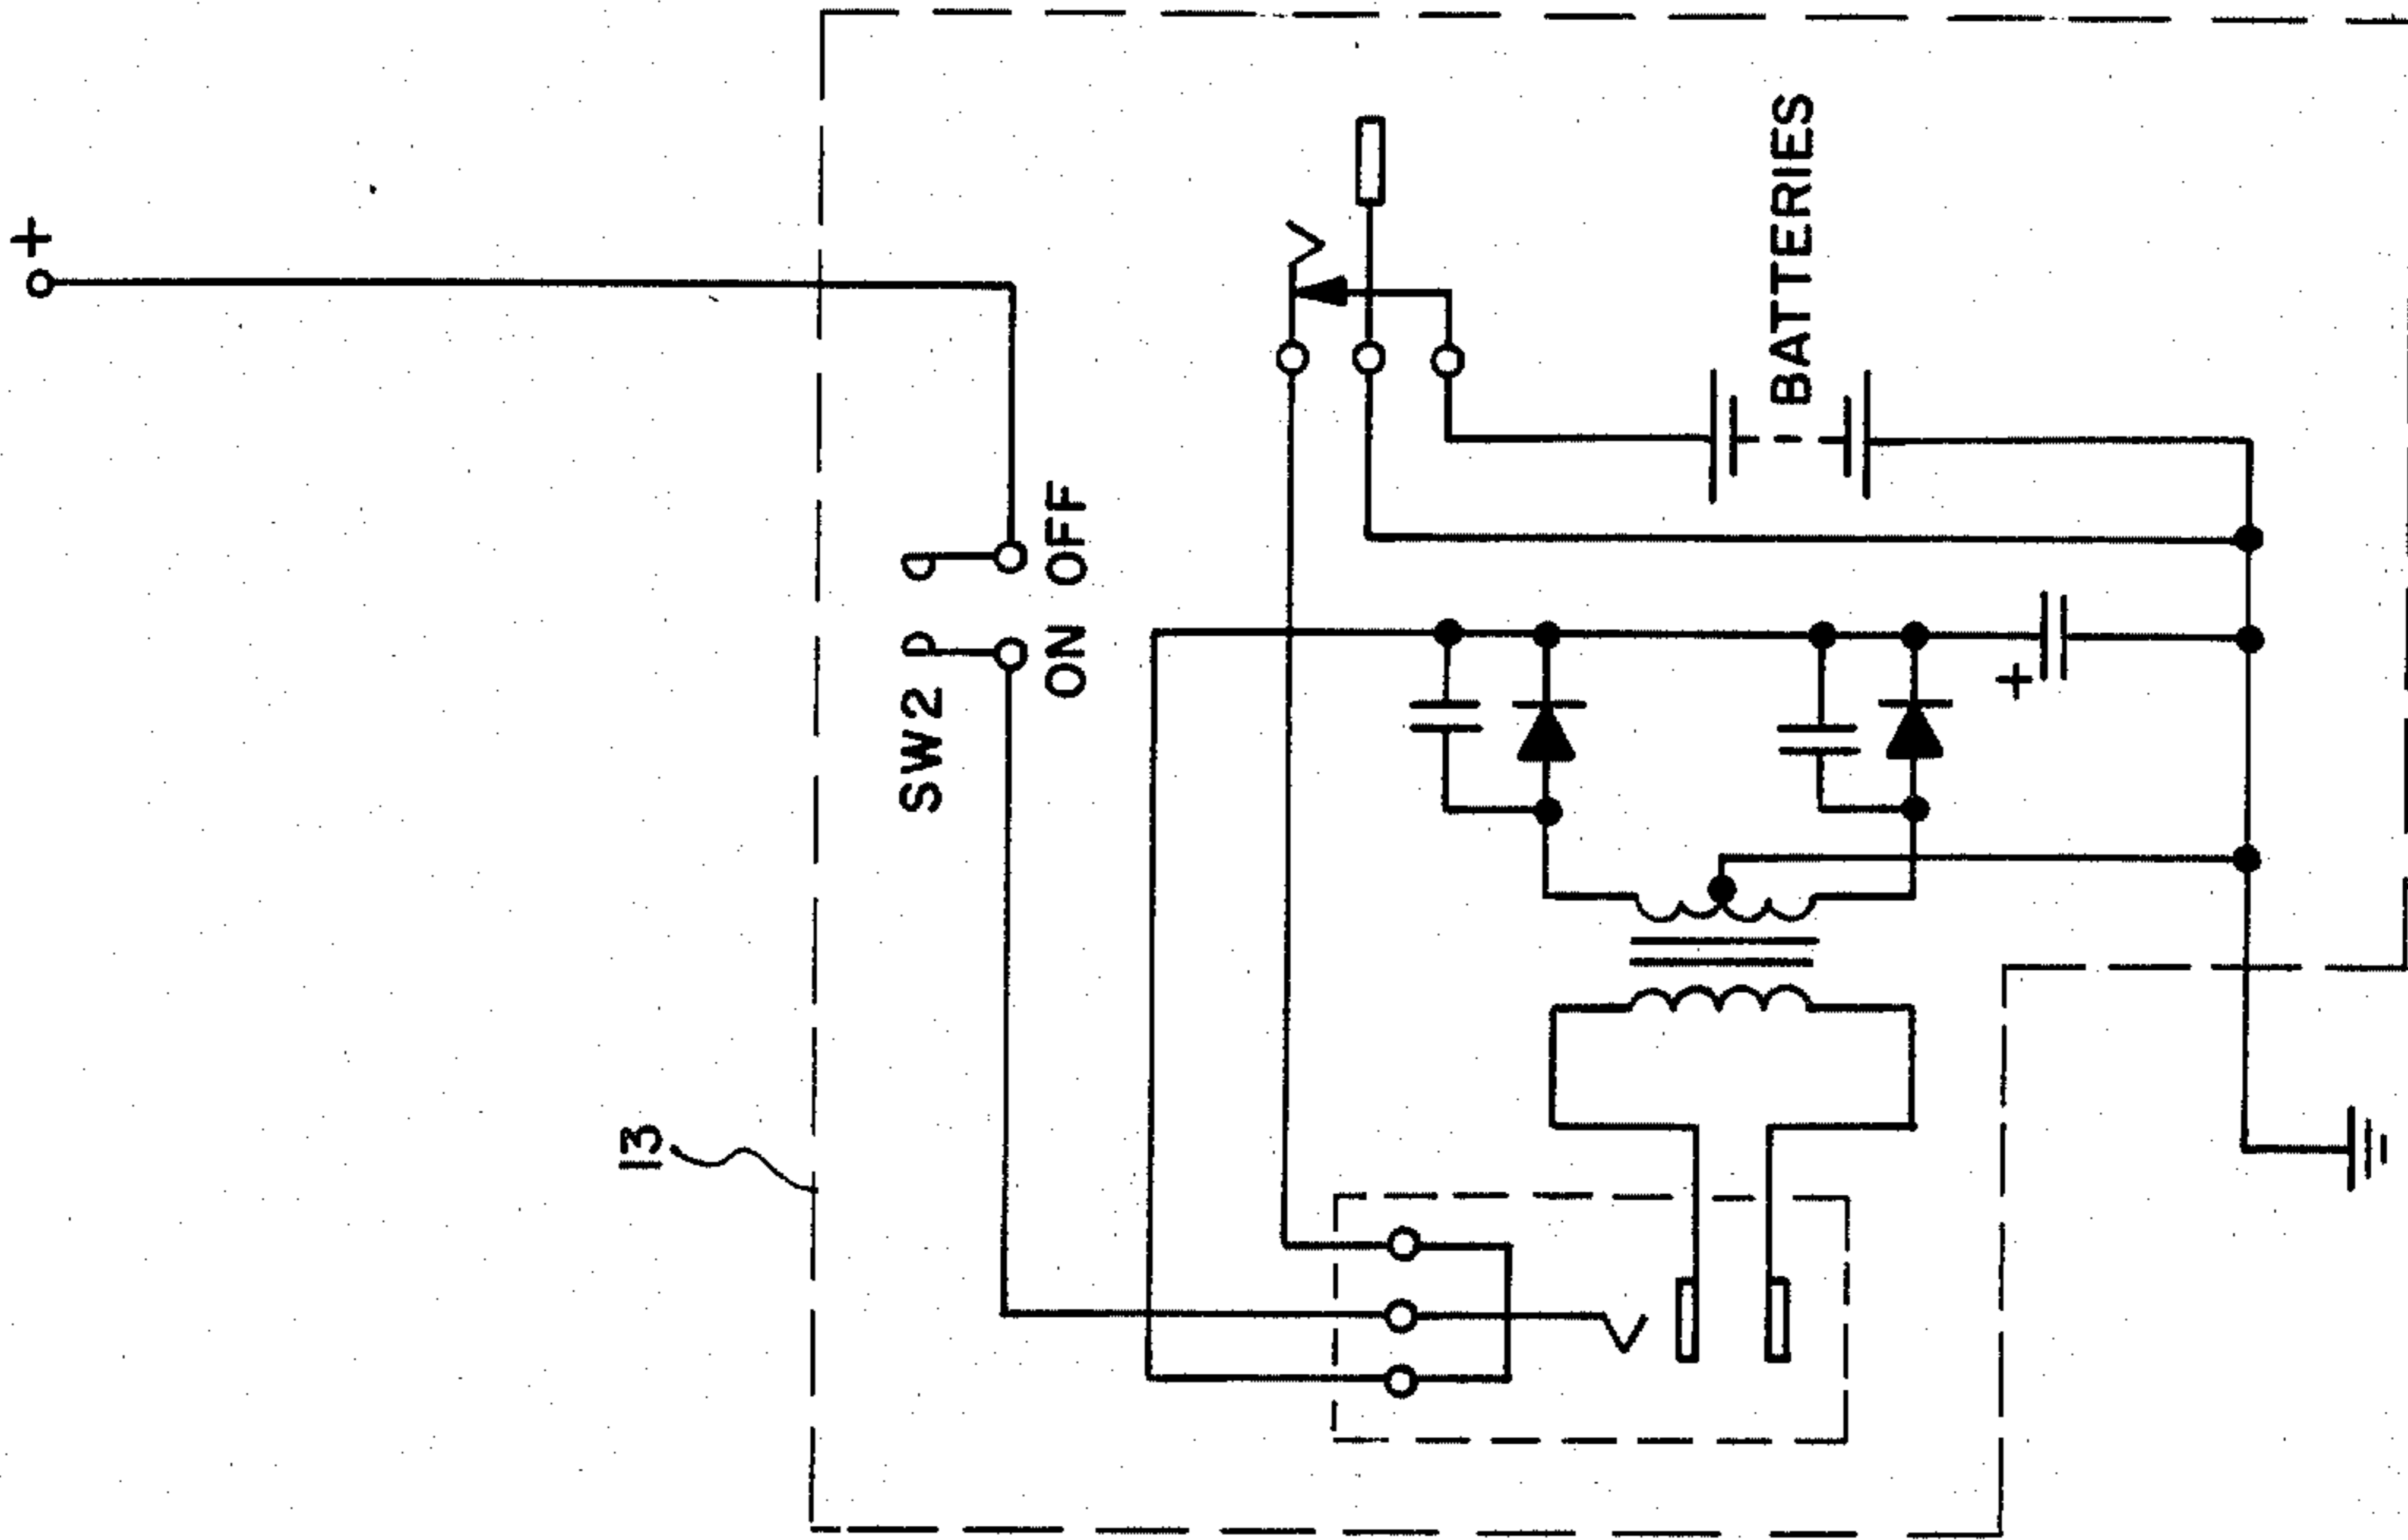 +
SW2
ON OFF
BATTERIES
+
13